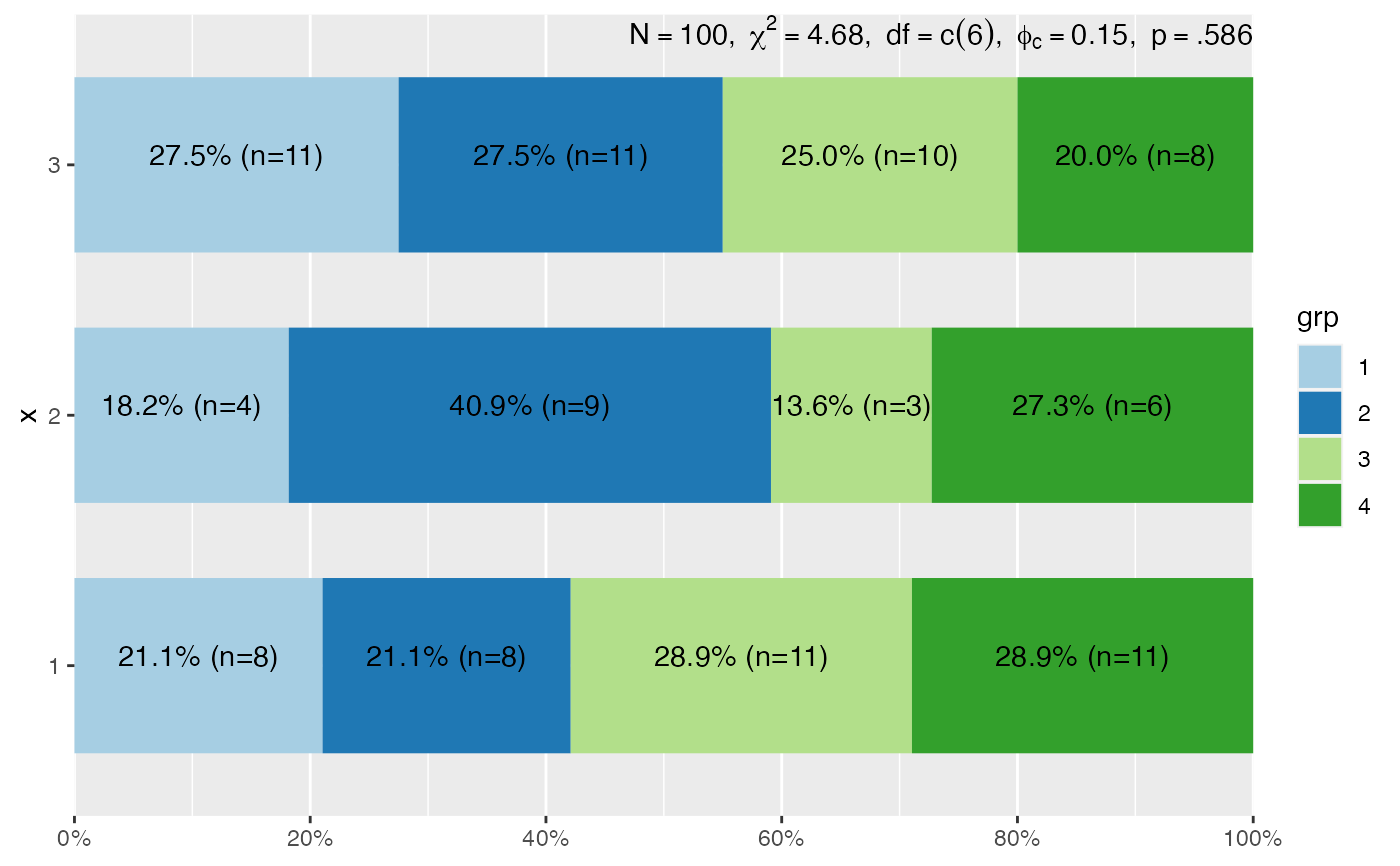 N = 100, χ² = 4.68, df = c(6), ϕc = 0.15, p = .586
3
27.5% (n=11) 27.5% (n=11) 25.0% (n=10) 20.0% (n=8)
grp
1
2
3
4
x
2
18.2% (n=4) 40.9% (n=9) 13.6% (n=3) 27.3% (n=6)
1
21.1% (n=8) 21.1% (n=8) 28.9% (n=11) 28.9% (n=11)
0% 20% 40% 60% 80% 100%